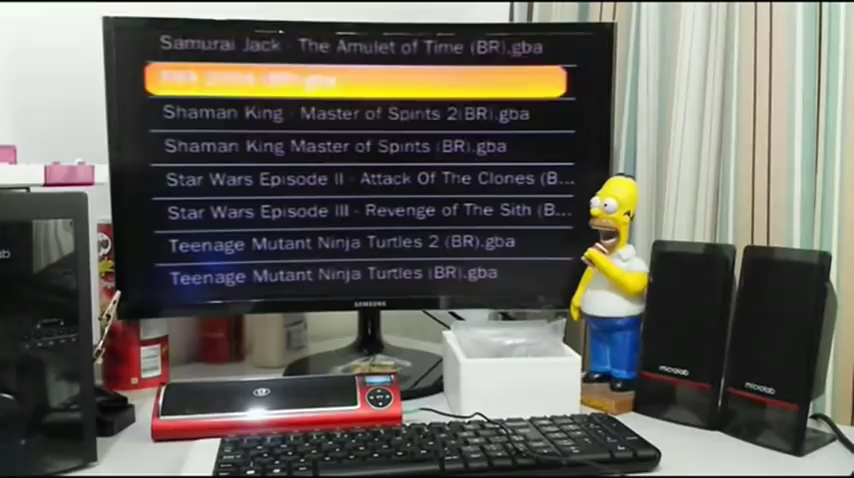 Samurai Jack - The Amulet of Time (BR).gba
(BR).gba
Shaman King - Master of Spirits 2(BR).gba
Shaman King Master of Spirits (BR).gba
Star Wars Episode II - Attack Of The Clones (B...
Star Wars Episode III - Revenge of The Sith (B...
Teenage Mutant Ninja Turtles 2 (BR).gba
Teenage Mutant Ninja Turtles (BR).gba
SAMSUNG
microlab
microlab